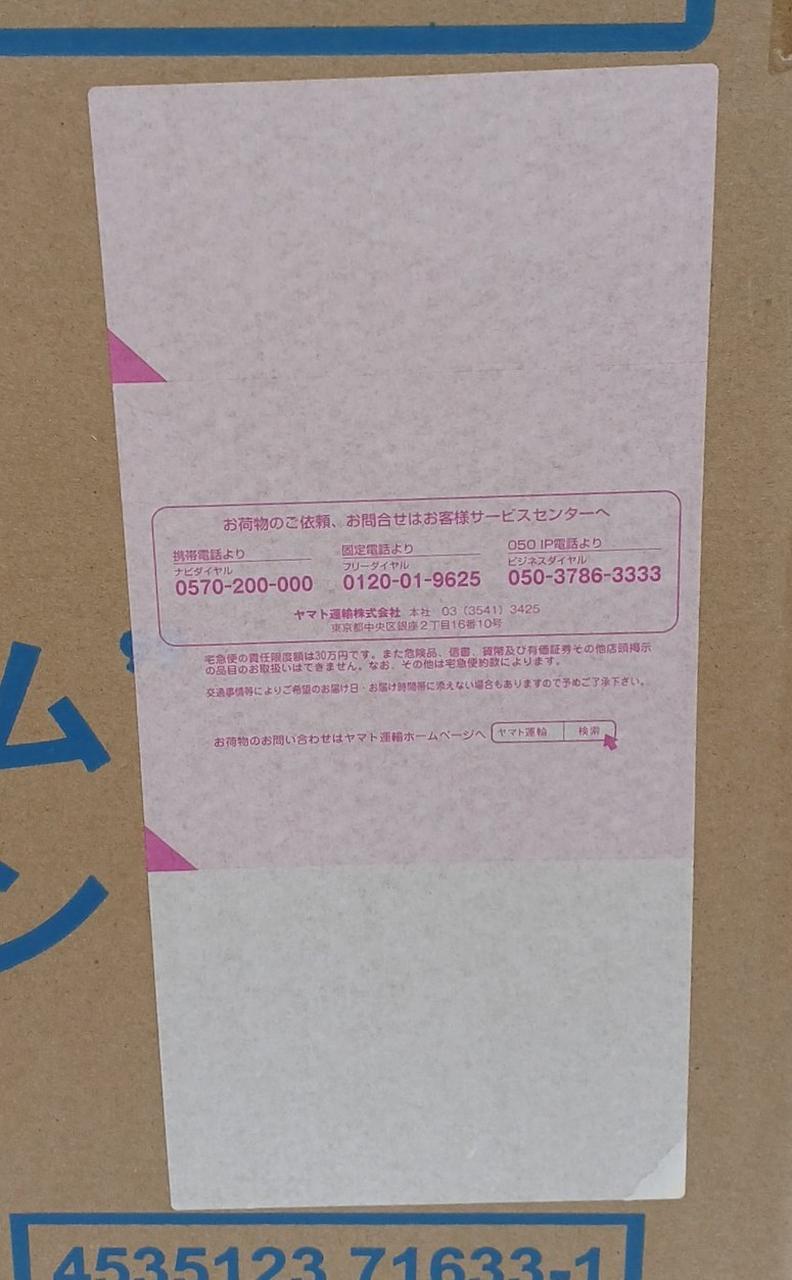 お荷物のご依頼、お問合せはお客様サービスセンターへ
携帯電話より
ナビダイヤル
0570-200-000
固定電話より
フリーダイヤル
0120-01-9625
050 IP電話より
ビジネスダイヤル
050-3786-3333
ヤマト運輸株式会社 本社 03（3541）3425
東京都中央区銀座２丁目16番10号
宅急便の責任限度額は30万円です。また危険品、信書、貨幣及び有価証券その他店頭掲示
の品目のお取扱いはできません。なお、その他は宅急便約款によります。
交通事情等によりご希望のお届け日・お届け時間帯に添えない場合もありますので予めご了承下さい。
お荷物のお問い合わせはヤマト運輸ホームページへ ヤマト運輸 検索
ム
ン
4535123 71633-1